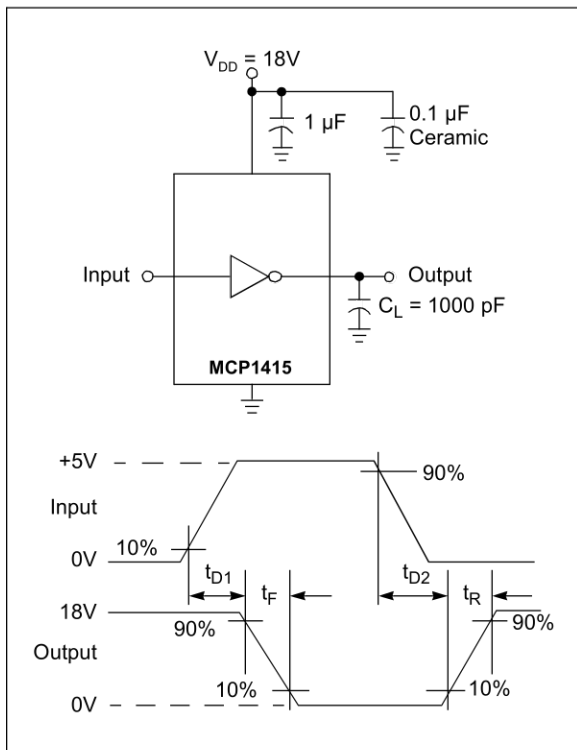 V_DD = 18V
1 µF
0.1 µF
Ceramic
Input
Output
C_L = 1000 pF
MCP1415
+5V
Input
90%
10%
0V
t_D1
t_F
t_D2
t_R
18V
90%
90%
Output
10%
10%
0V